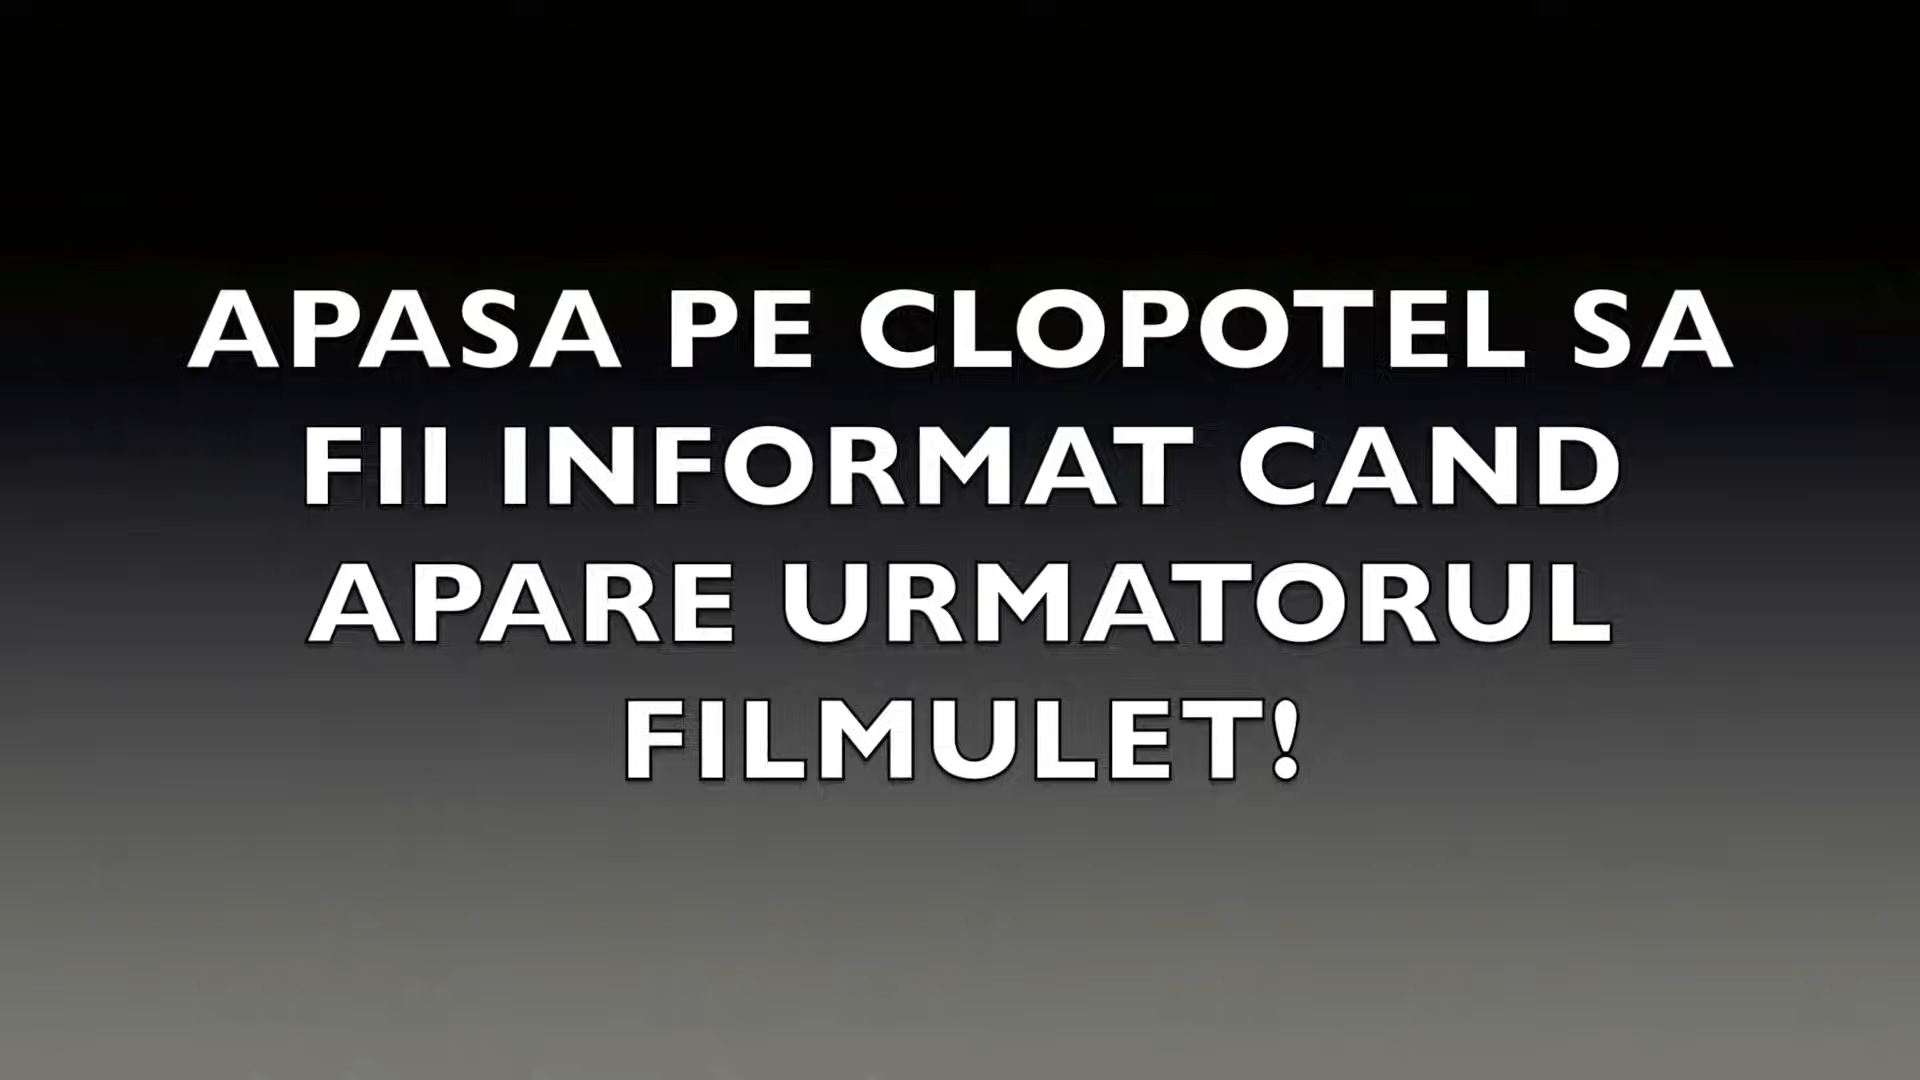 APASA PE CLOPOTEL SA
FII INFORMAT CAND
APARE URMATORUL
FILMULET!